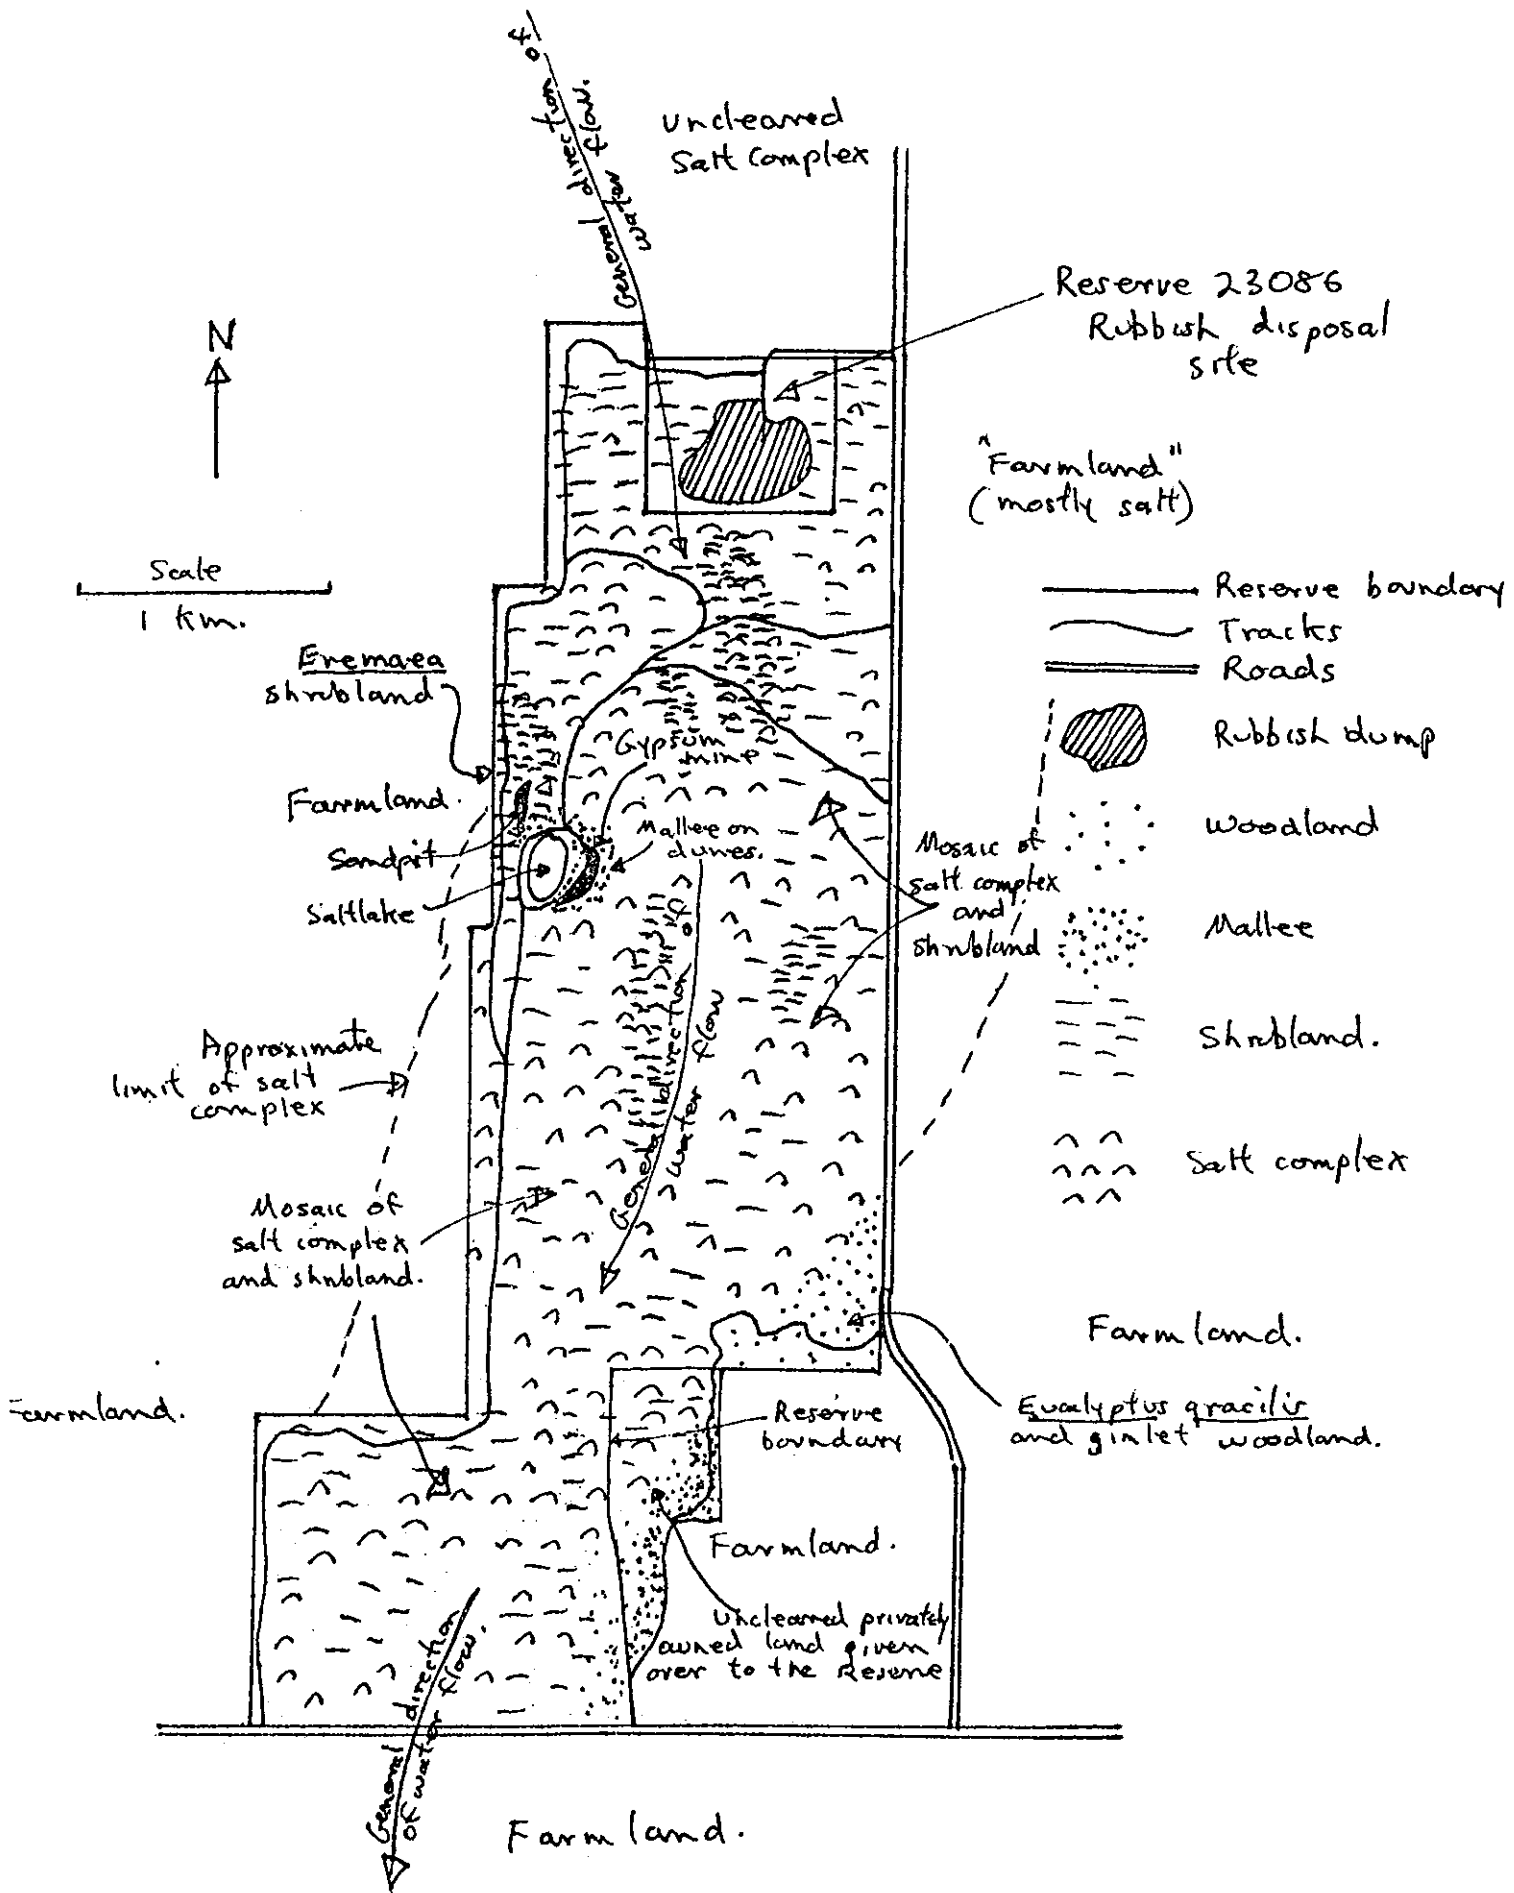 General direction of
water flow.
Uncleared
Salt Complex
Reserve 23086
Rubbish disposal
site
N
"Farmland"
(mostly salt)
Scale
1 Km.
Reserve boundary
Tracks
Roads
Rubbish dump
Woodland
Mallee
Shrubland.
Salt complex
Eremaea
shrubland
Farmland.
Sandpit
Saltlake
Gypsum
mine
Mallee on
dunes.
Mosaic of
salt complex
and
shrubland
General direction of
water flow
Approximate
limit of salt
complex
Mosaic of
salt complex
and shrubland.
Farmland.
Farmland.
Eucalyptus gracilis
and gimlet woodland.
Reserve
boundary
Farmland.
Uncleared privately
owned land given
over to the Reserve
General direction
of water flow.
Farmland.